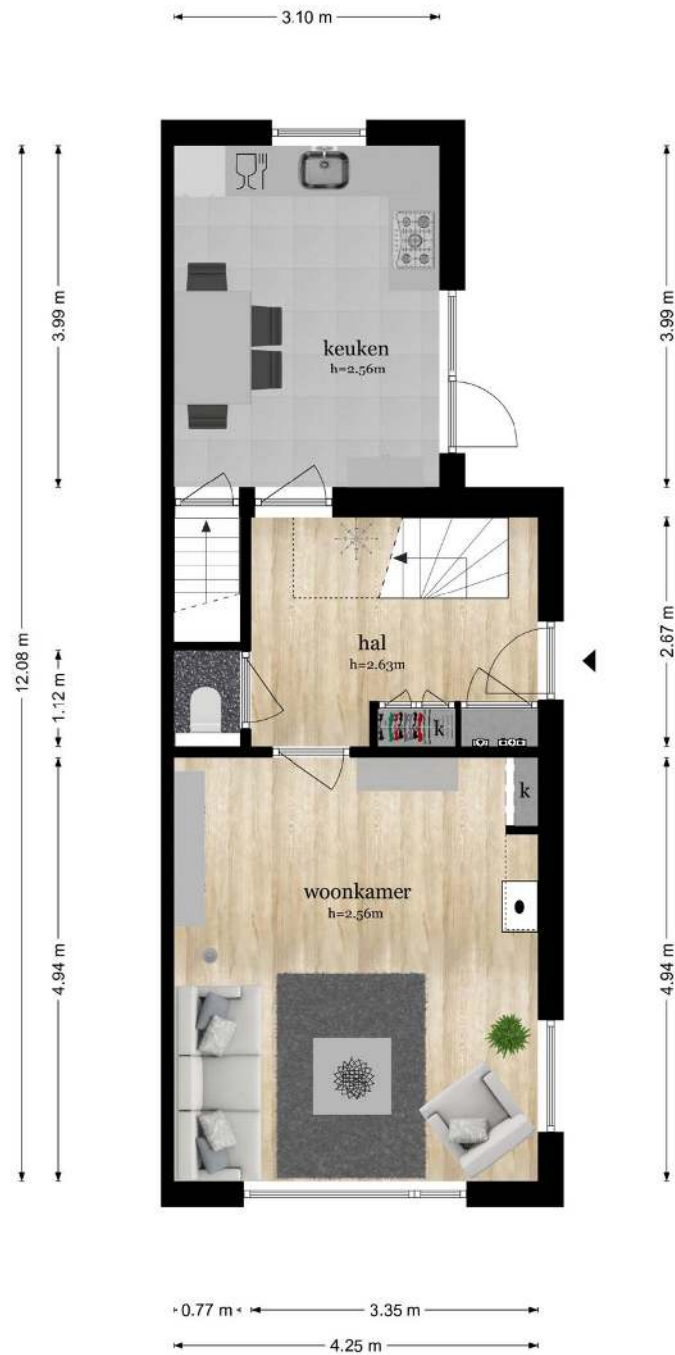 3.10 m
3.99 m
3.99 m
keuken
h=2.56m
12.08 m
2.67 m
hal
h=2.63m
1.12 m
k
k
woonkamer
h=2.56m
4.94 m
4.94 m
0.77 m
3.35 m
4.25 m